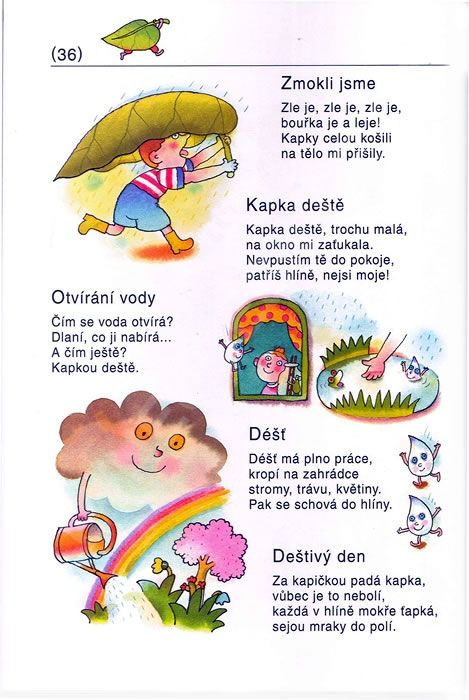 (36)
Zmokli jsme
Zle je, zle je, zle je,
bouřka je a leje!
Kapky celou košili
na tělo mi přišily.
Kapka deště
Kapka deště, trochu malá,
na okno mi zaťukala.
Nevpustím tě do pokoje,
patříš hlíně, nejsi moje!
Otvírání vody
Čím se voda otvírá?
Dlaní, co ji nabírá...
A čím ještě?
Kapkou deště.
Déšť
Déšť má plno práce,
kropí na zahrádce
stromy, trávu, květiny.
Pak se schová do hlíny.
Deštivý den
Za kapičkou padá kapka,
vůbec je to nebolí,
každá v hlíně mokře ťapká,
sejou mraky do polí.